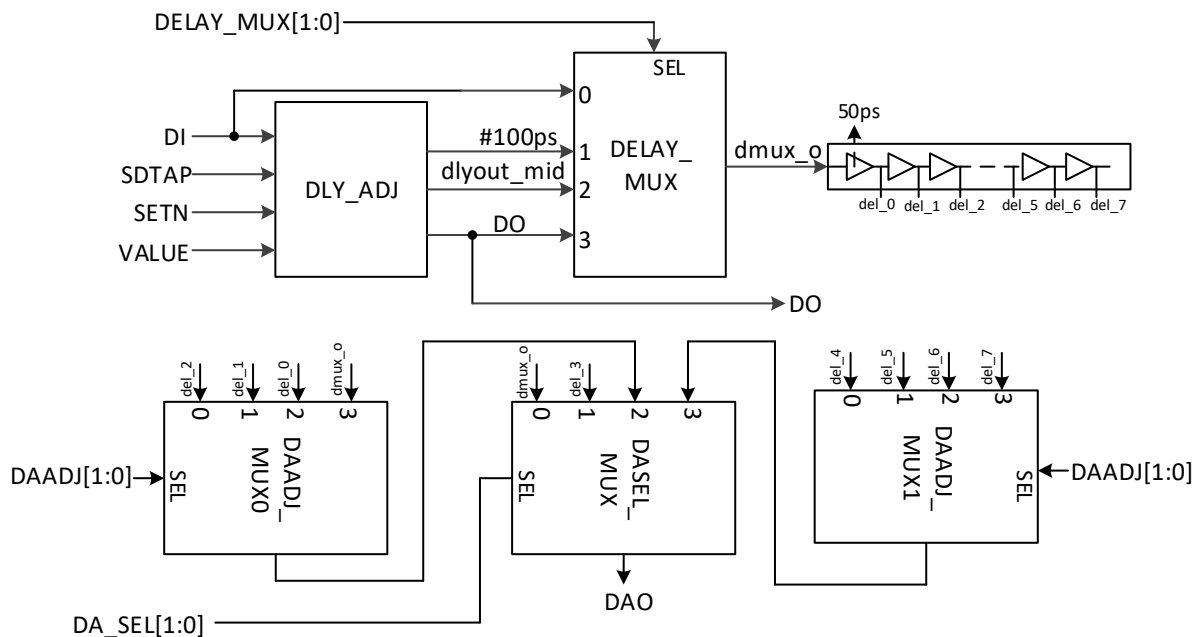 DELAY_MUX[1:0]
SEL
0
50ps
DI
#100ps
1
DELAY_
MUX
dmux_o
SDTAP
DLY_ADJ
dlyout_mid
2
SETN
DO
3
del_0
del_1
del_2
del_5
del_6
del_7
VALUE
DO
del_2
del_1
del_0
dmux_o
0
1
2
3
DAADJ_
MUX0
SEL
DAADJ[1:0]
dmux_o
del_3
0
1
2
3
DASEL_
MUX
SEL
del_4
del_5
del_6
del_7
0
1
2
3
DAADJ_
MUX1
SEL
DAADJ[1:0]
DAO
DA_SEL[1:0]